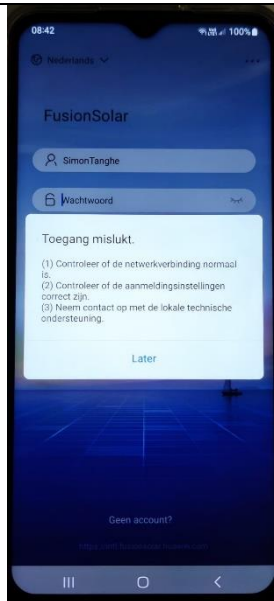 08:42
100%
Nederlands
FusionSolar
SimonTanghe
Wachtwoord
Toegang mislukt.
(1) Controleer of de netwerkverbinding normaal
is.
(2) Controleer of de aanmeldingsinstellingen
correct zijn.
(3) Neem contact op met de lokale technische
ondersteuning.
Later
Geen account?